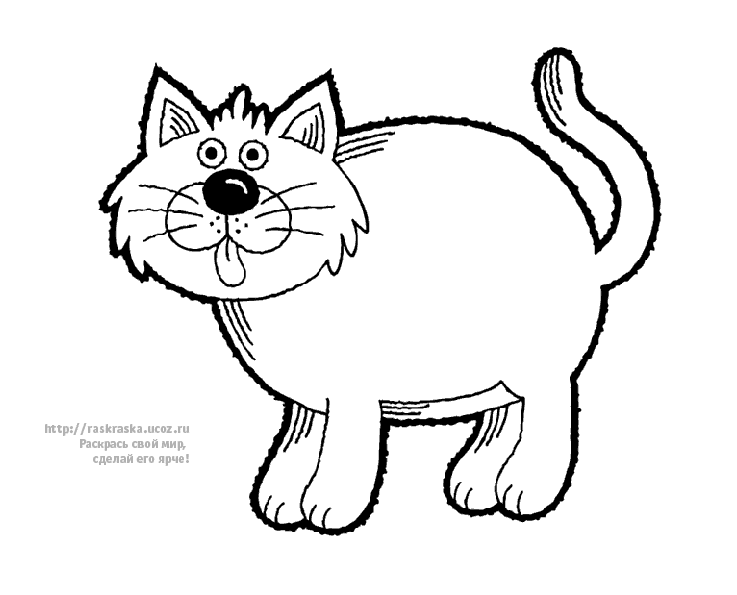 http://raskraska.ucoz.ru
Раскрась свой мир,
сделай его ярче!